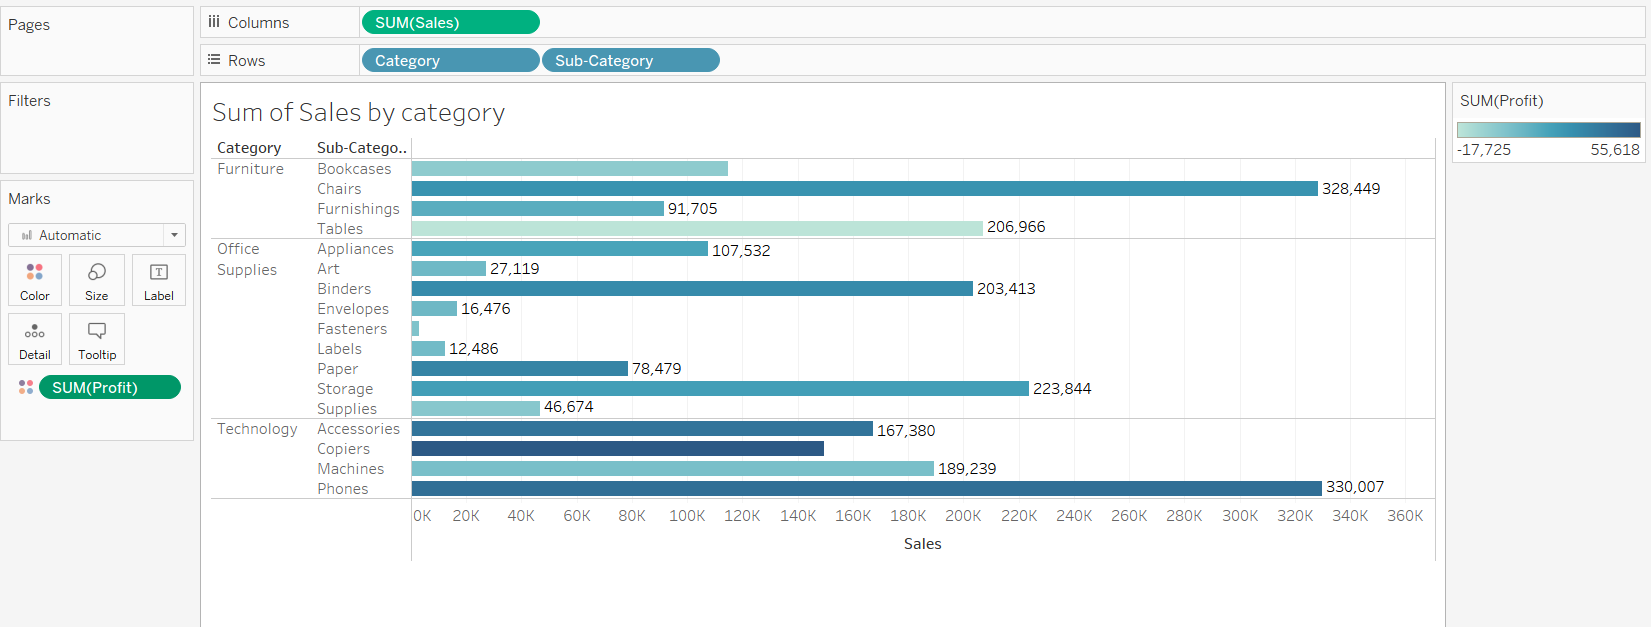 Pages
Columns SUM(Sales)
Rows Category Sub-Category
Filters
Marks
Automatic
Color Size Label
Detail Tooltip
SUM(Profit)
Sum of Sales by category
Category Sub-Catego..
Furniture Bookcases
Chairs 328,449
Furnishings 91,705
Tables 206,966
Office Supplies Appliances 107,532
Art 27,119
Binders 203,413
Envelopes 16,476
Fasteners
Labels 12,486
Paper 78,479
Storage 223,844
Supplies 46,674
Technology Accessories 167,380
Copiers
Machines 189,239
Phones 330,007
0K 20K 40K 60K 80K 100K 120K 140K 160K 180K 200K 220K 240K 260K 280K 300K 320K 340K 360K
Sales
SUM(Profit)
-17,725 55,618